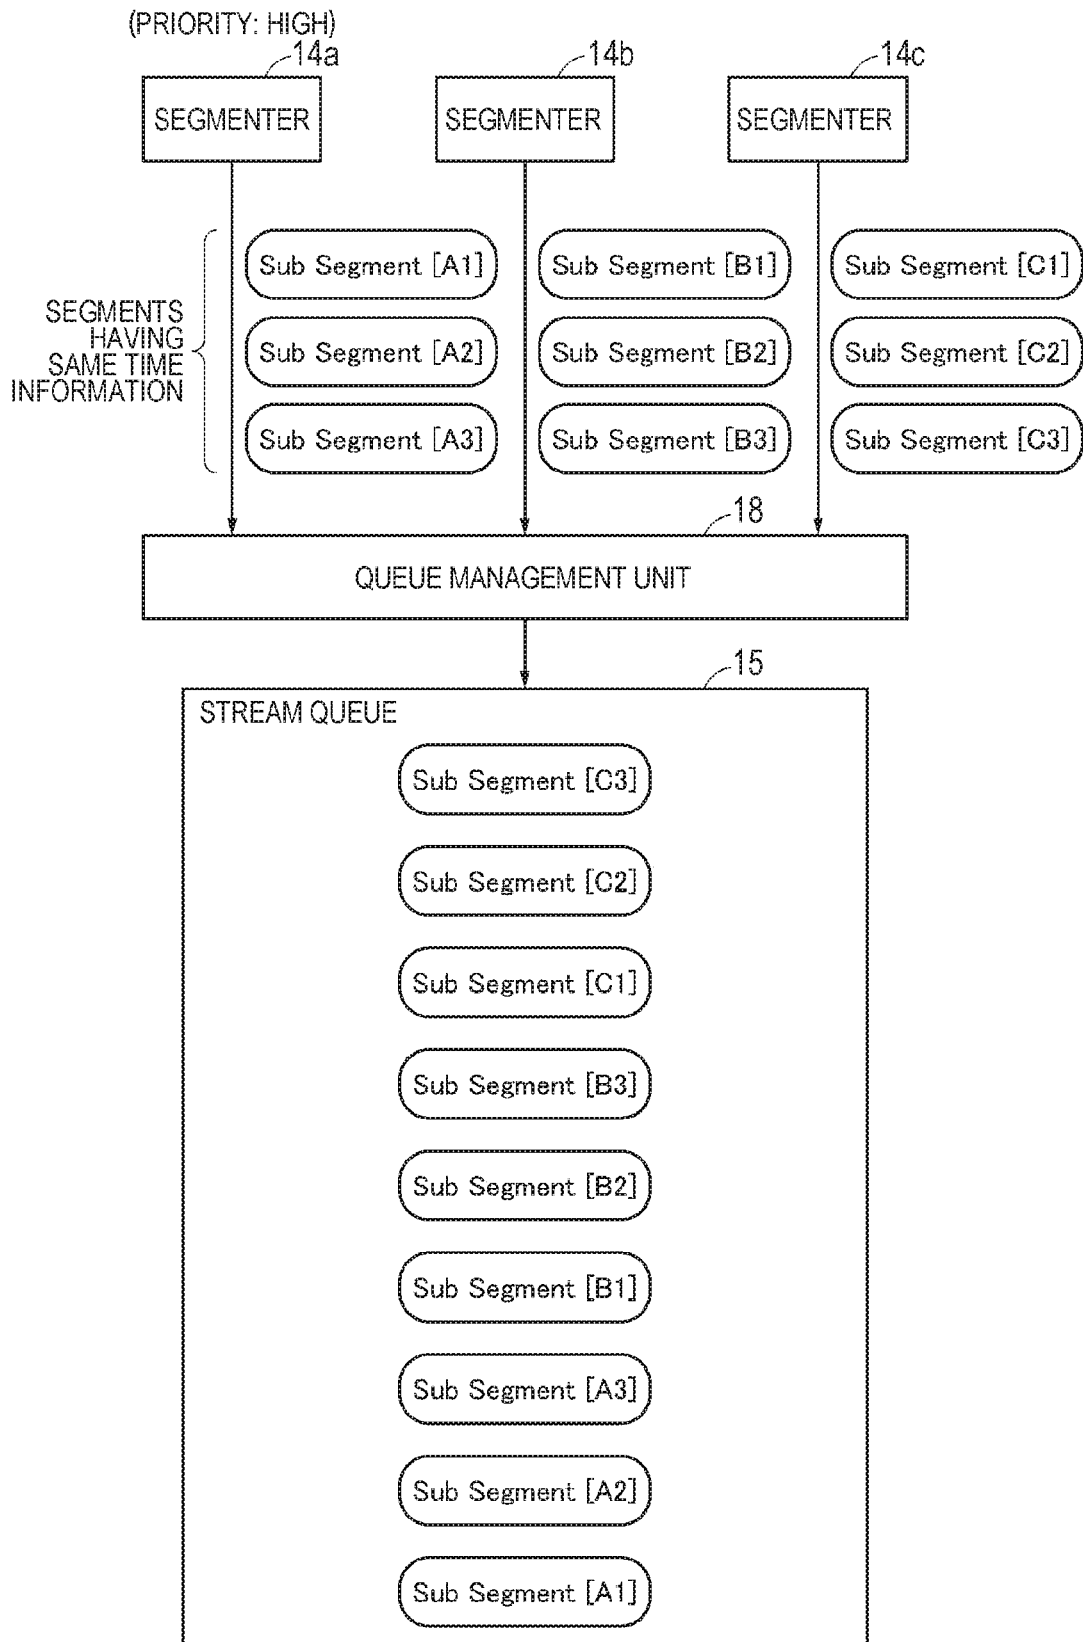 (PRIORITY: HIGH)
14a
14b
14c
SEGMENTER
SEGMENTER
SEGMENTER
Sub Segment [A1]
Sub Segment [B1]
Sub Segment [C1]
SEGMENTS
HAVING
SAME TIME
INFORMATION
Sub Segment [A2]
Sub Segment [B2]
Sub Segment [C2]
Sub Segment [A3]
Sub Segment [B3]
Sub Segment [C3]
18
QUEUE MANAGEMENT UNIT
15
STREAM QUEUE
Sub Segment [C3]
Sub Segment [C2]
Sub Segment [C1]
Sub Segment [B3]
Sub Segment [B2]
Sub Segment [B1]
Sub Segment [A3]
Sub Segment [A2]
Sub Segment [A1]